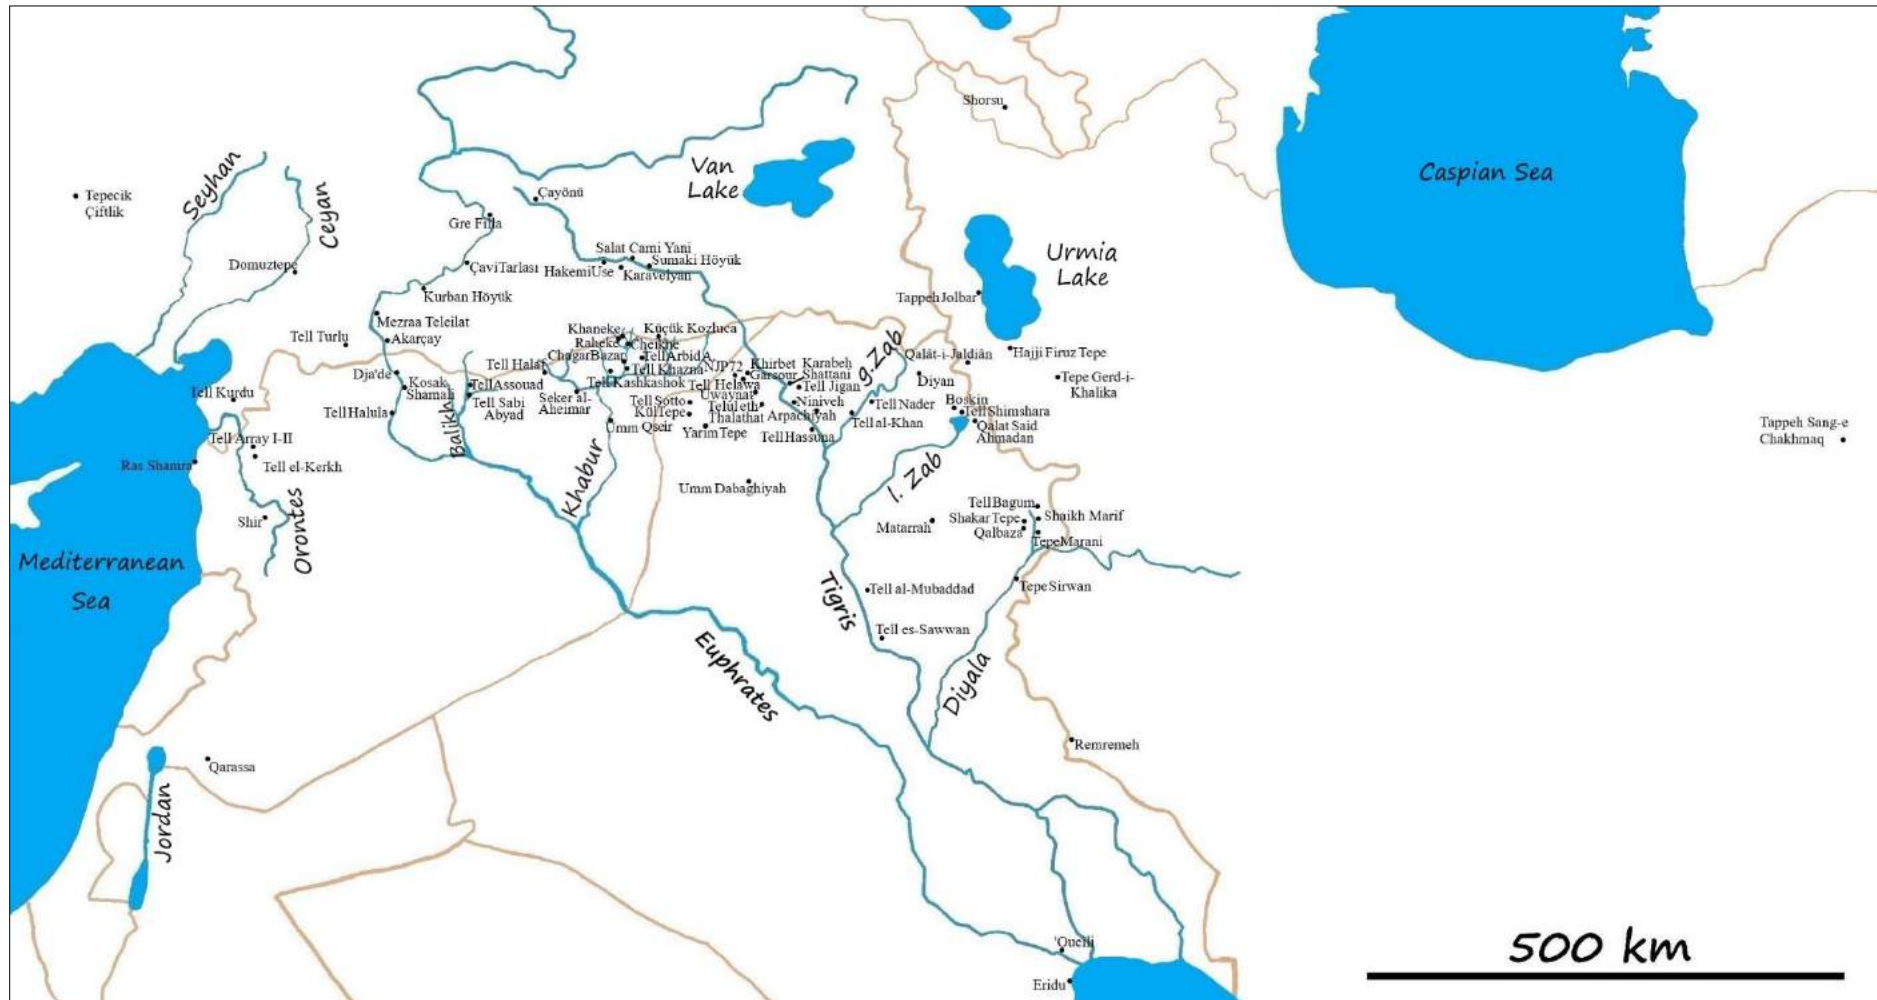 Shorsu
Caspian Sea
Van
Lake
Seyhan
Ceyan
Tepecik
Çiftlik
Çayönü
Gre Filla
Urmia
Lake
Salat Cami Yani
Sumaki Höyük
Hakemi Use
Karavelyan
Domuztepe
Çavi Tarlası
Kurban Höyük
Tappeh Jolbar
Mezraa Teleilat
Tell Turlu
Akarçay
Khaneke
Küçük Kozluca
Raheke
Cheikhe
g. Zab
Qalât-i-Jaldiân
Hajji Firuz Tepe
Chagar Bazar
Tell Arbid A
Tell Halaf
Tell Khazna
NJP72
Khirbet
Garsour
Karabeh
Shattani
Dja'de
Kosak
Shamali
Tell Assouad
Tell Kashkashok
Tell Helawa
Tell Jigan
Diyan
Tepe Gerd-i-
Khalika
Tell Kurdu
Tell Sabi
Abyad
Seker al-
Aheimar
Tell Sotto
Uwaynat
Niniveh
Tell Nader
Boskin
Tell Halula
Balikh
Kül Tepe
Telul eth
Thalathat
Arpachiyah
Tell al-Khan
Tell Shimshara
Qalat Said
Ahmadan
Umm Qseir
Yarim Tepe
Tell Hassuna
Tappeh Sang-e
Chakhmaq
Tell Array I-II
Ras Shamra
Tell el-Kerkh
Khabur
l. Zab
Umm Dabaghiyah
Shir
Orontes
Matarrah
Tell Bagum
Shakar Tepe
Shaikh Marif
Qalbaza
Tepe Marani
Mediterranean
Sea
Tigris
Tell al-Mubaddad
Tepe Sirwan
Tell es-Sawwan
Euphrates
Diyala
Remremeh
Qarassa
Jordan
'Oueili
Eridu
500 km